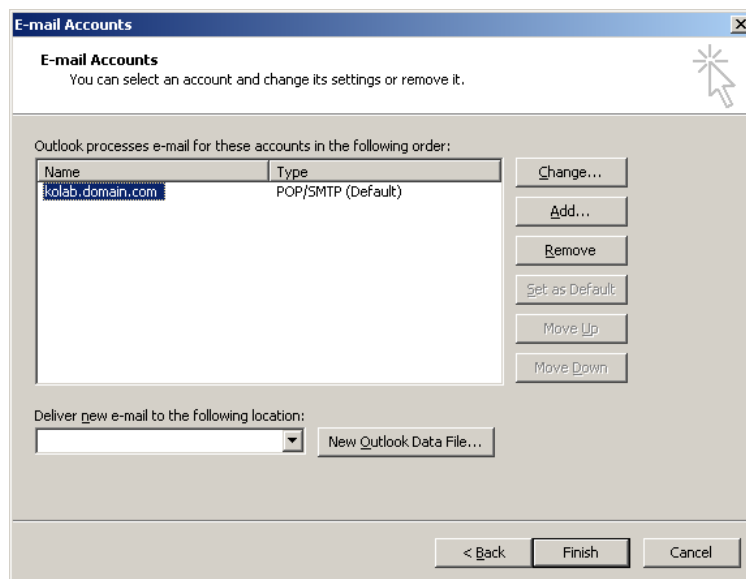 E-mail Accounts
E-mail Accounts
You can select an account and change its settings or remove it.
Outlook processes e-mail for these accounts in the following order:
Name Type
kolab.domain.com POP/SMTP (Default)
Change...
Add...
Remove
Set as Default
Move Up
Move Down
Deliver new e-mail to the following location:
New Outlook Data File...
< Back Finish Cancel